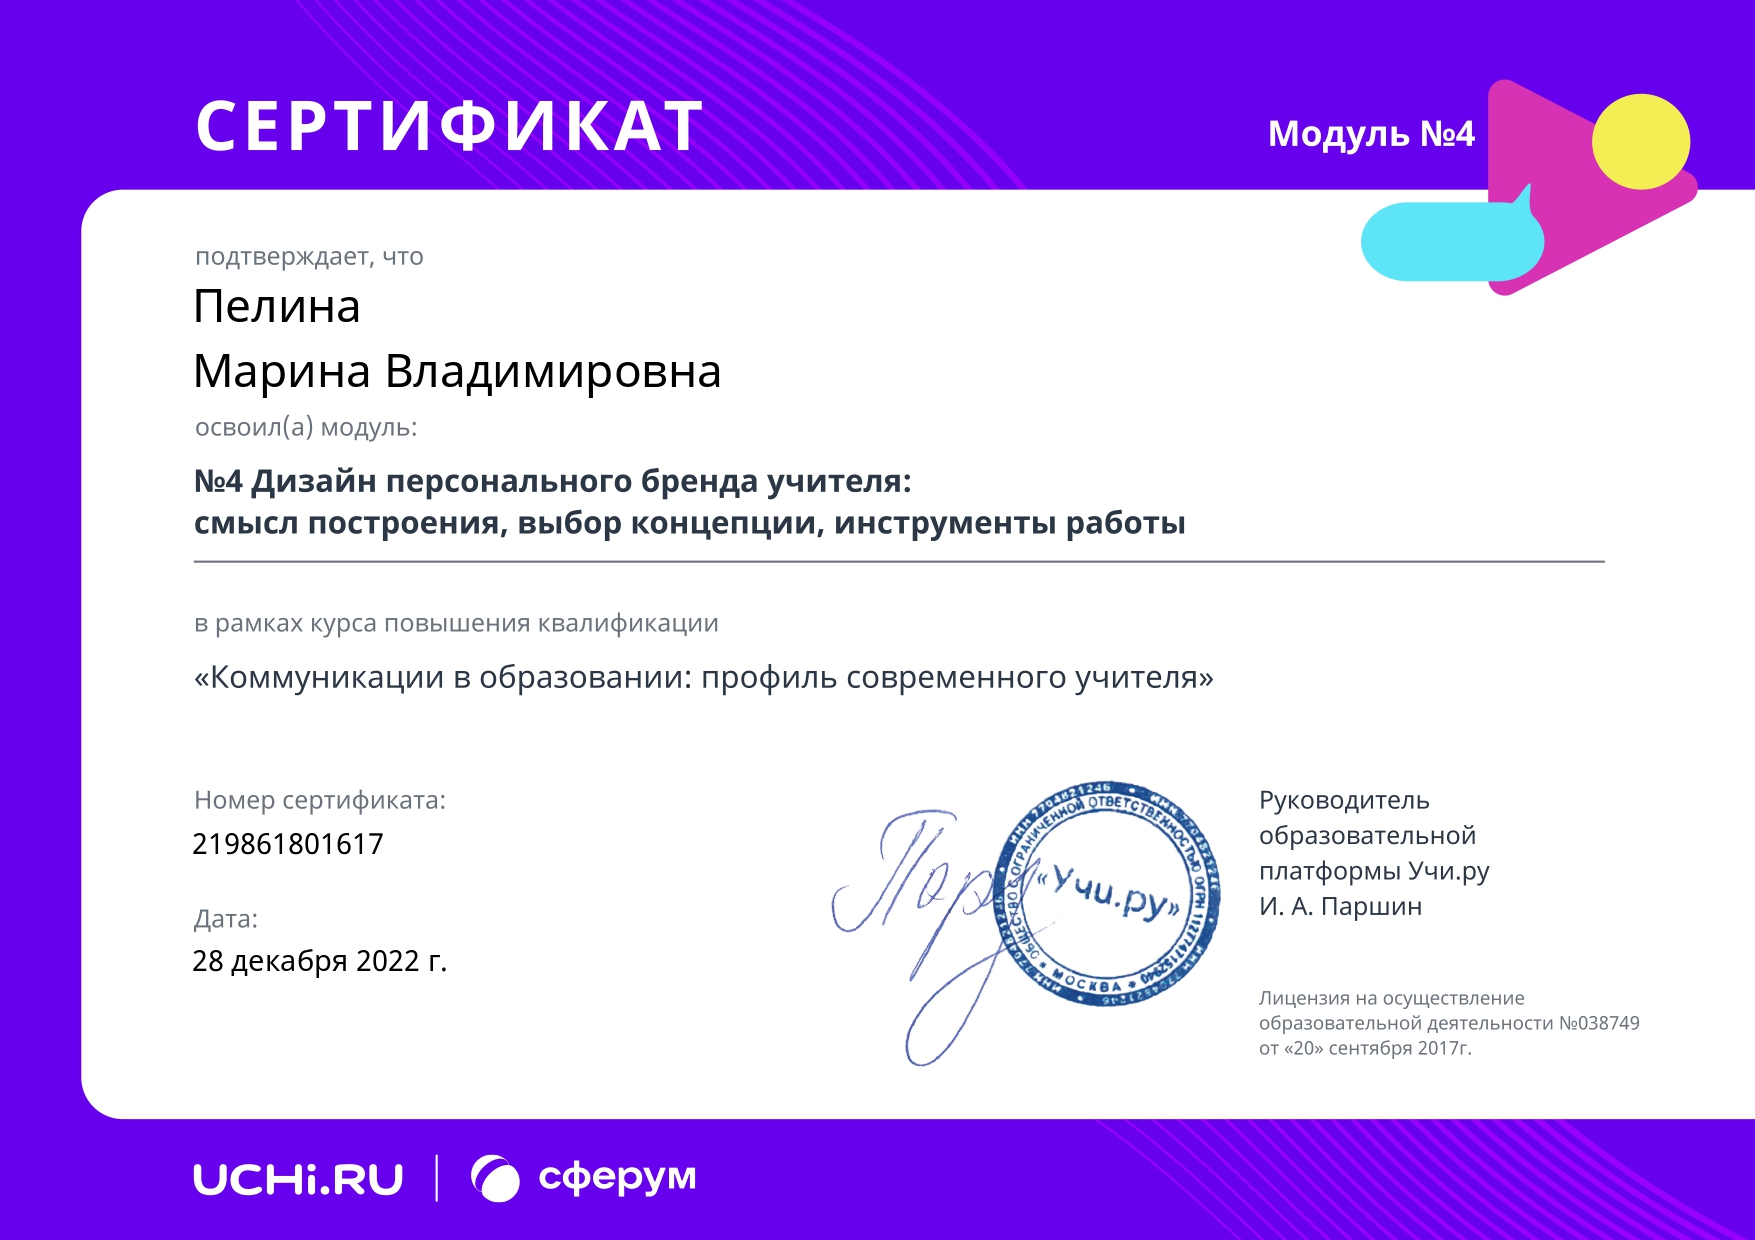 СЕРТИФИКАТ
Модуль №4
подтверждает, что
Пелина
Марина Владимировна
освоил(а) модуль:
№4 Дизайн персонального бренда учителя:
смысл построения, выбор концепции, инструменты работы
в рамках курса повышения квалификации
«Коммуникации в образовании: профиль современного учителя»
Номер сертификата:
219861801617
Дата:
28 декабря 2022 г.
ОБЩЕСТВО С ОГРАНИЧЕННОЙ ОТВЕТСТВЕННОСТЬЮ ОГРН 1127747152940
* МОСКВА *
«Учи.ру»
Руководитель
образовательной
платформы Учи.ру
И. А. Паршин
Лицензия на осуществление
образовательной деятельности №038749
от «20» сентября 2017г.
UCHi.RU
сферум